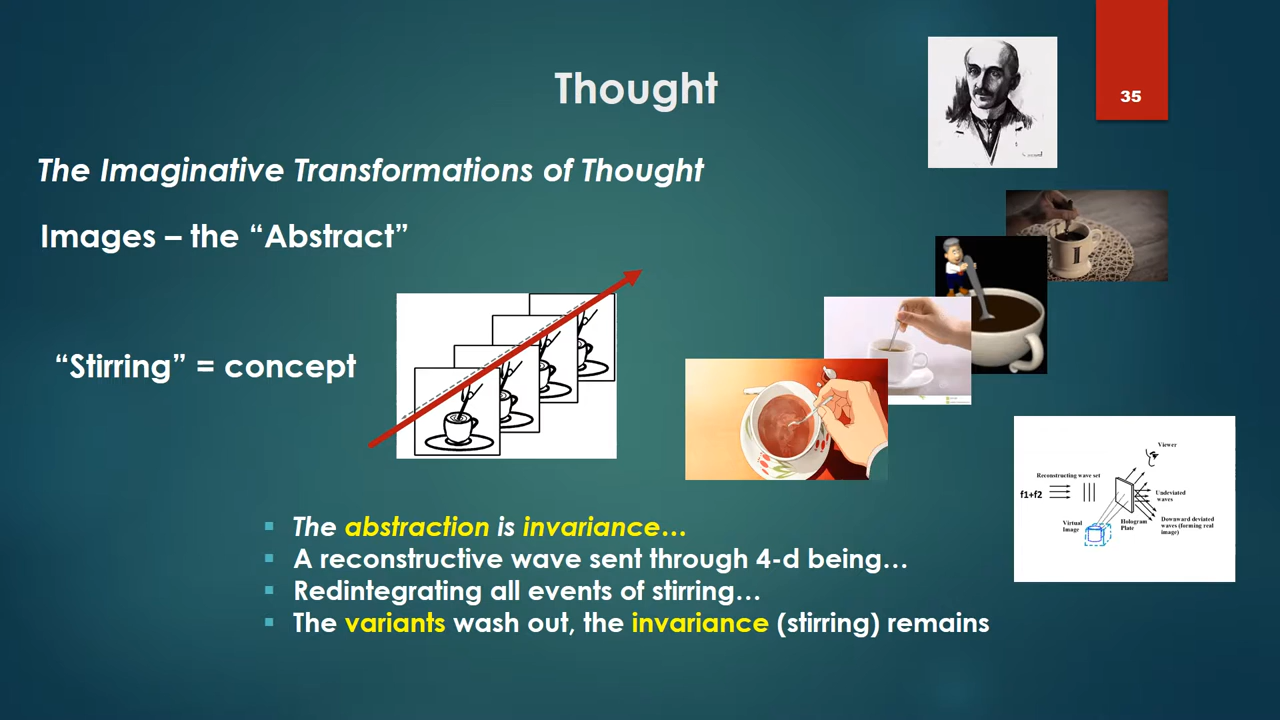 Thought
35
The Imaginative Transformations of Thought
Images – the “Abstract”
“Stirring” = concept
I
Viewer
Reconstructing wave set
f1+f2
Undeviated
waves
Virtual
Image
Hologram
Plate
Downward deviated
waves (forming real
image)
The abstraction is invariance…
A reconstructive wave sent through 4-d being…
Redintegrating all events of stirring…
The variants wash out, the invariance (stirring) remains